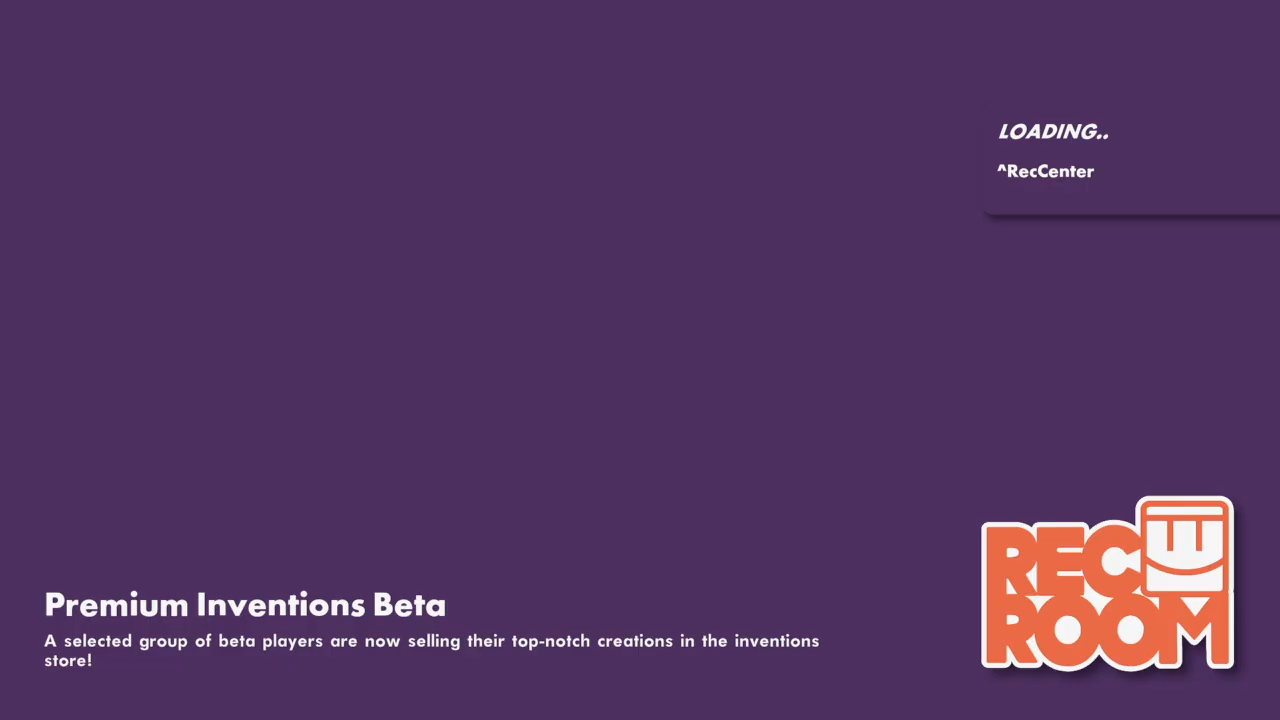 LOADING..
^RecCenter
Premium Inventions Beta
A selected group of beta players are now selling their top-notch creations in the inventions
store!
REC
ROOM